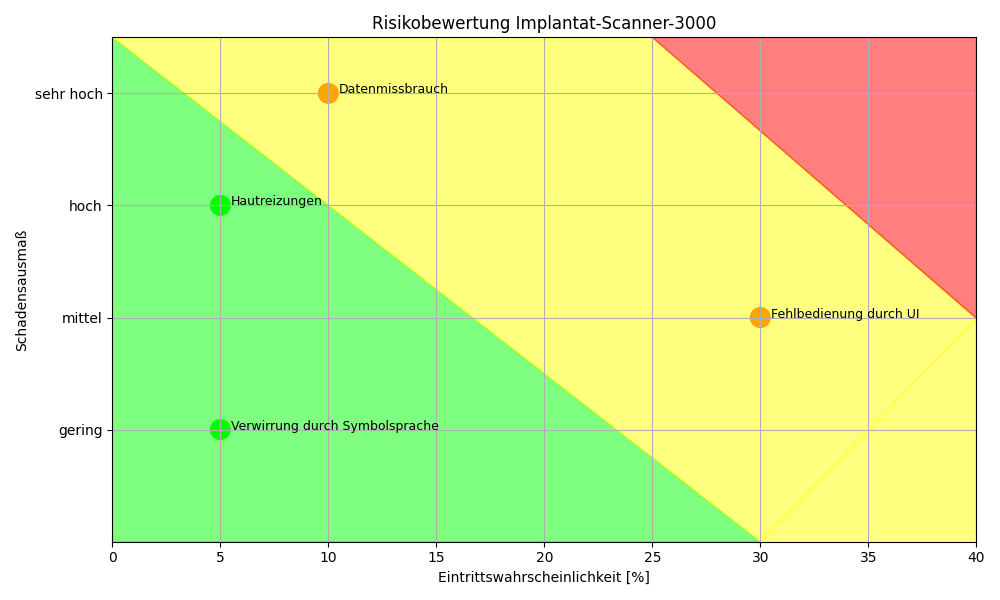 Risikobewertung Implantat-Scanner-3000
sehr hoch
Datenmissbrauch
hoch
Hautreizungen
Schadensausmaß
mittel
Fehlbedienung durch UI
gering
Verwirrung durch Symbolsprache
0 5 10 15 20 25 30 35 40
Eintrittswahrscheinlichkeit [%]